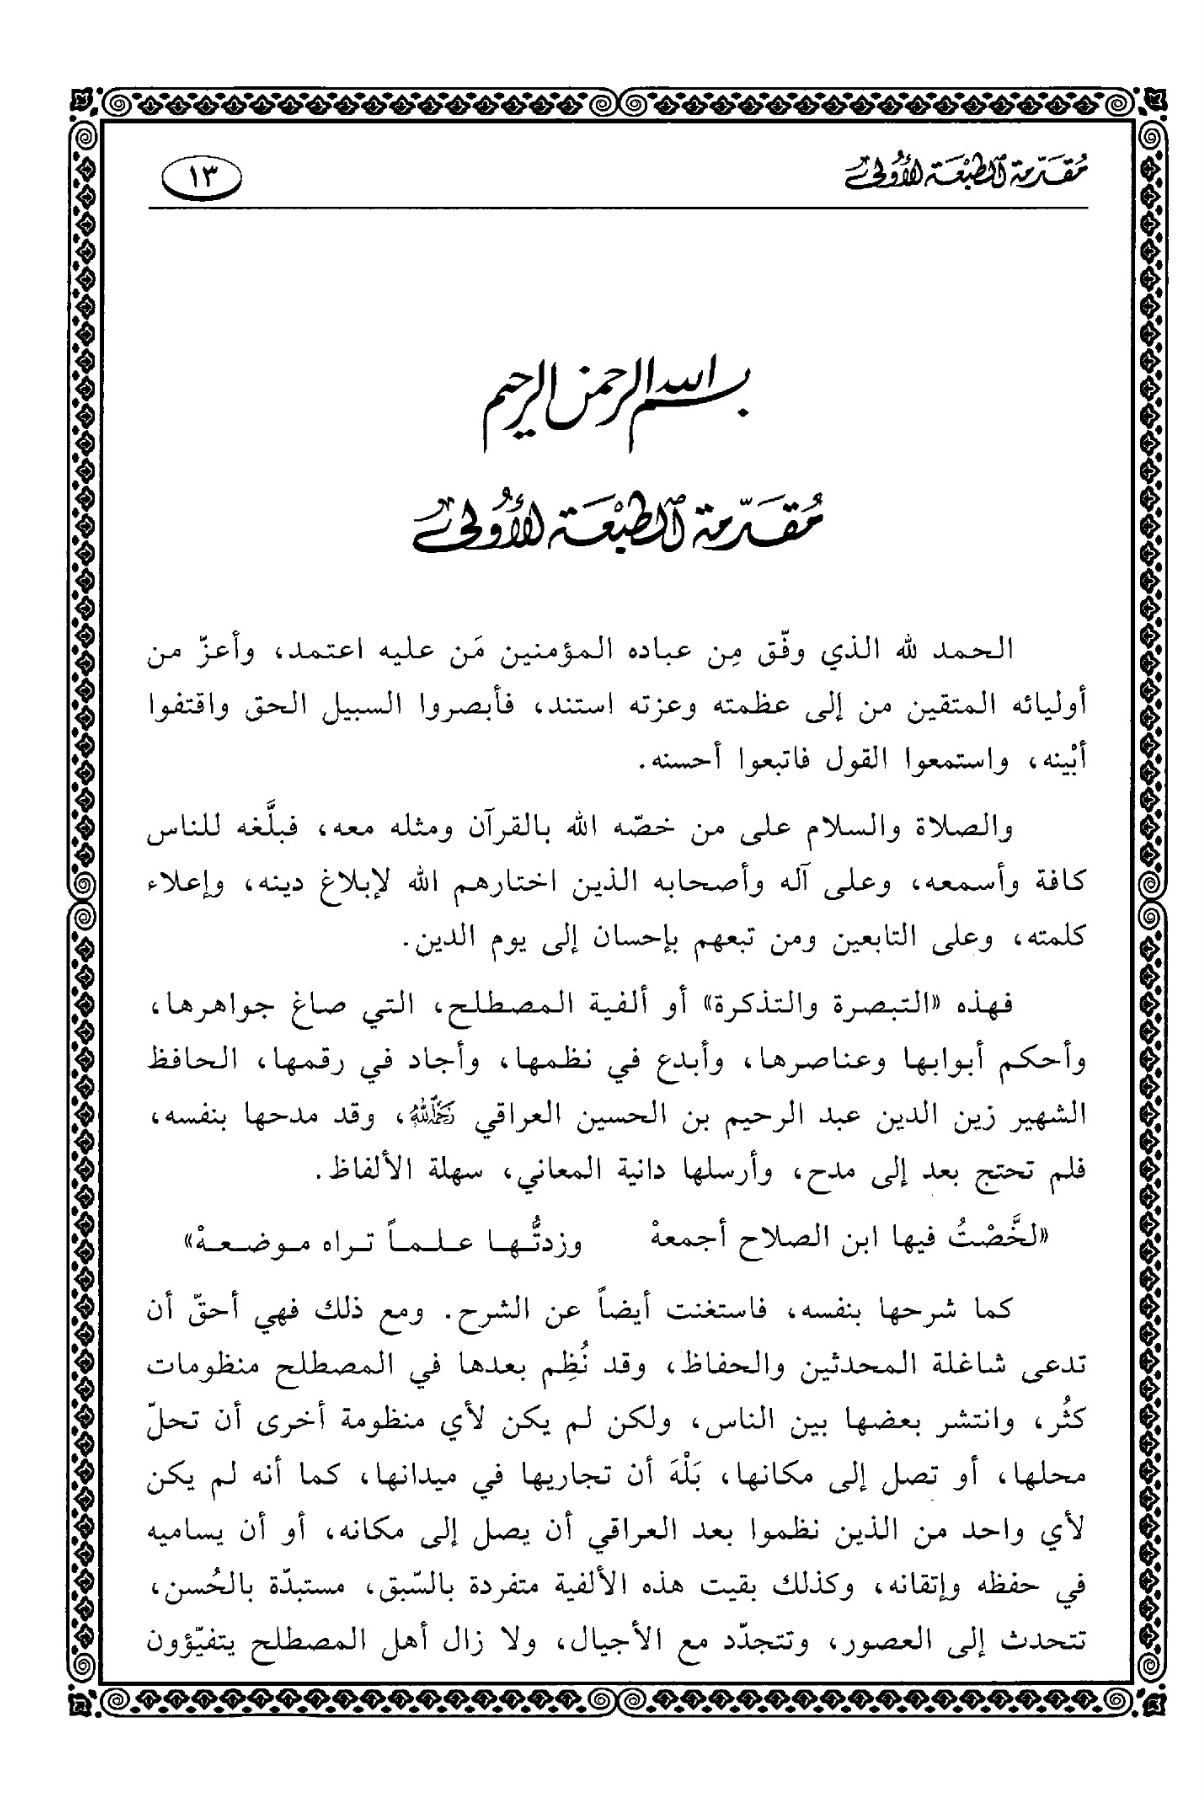 مُقدّمة الطبْعَة الأُولى
١٣
بسم الله الرحمن الرحيم
مُقدّمة الطبْعَة الأُولى
الحمد لله الذي وفّق مِن عباده المؤمنين مَن عليه اعتمد، وأعزّ من
أوليائه المتقين من إلى عظمته وعزته استند، فأبصروا السبيل الحق واقتفوا
أبْينه، واستمعوا القول فاتبعوا أحسنه.
والصلاة والسلام على من خصّه الله بالقرآن ومثله معه، فبلَّغه للناس
كافة وأسمعه، وعلى آله وأصحابه الذين اختارهم الله لإبلاغ دينه، وإعلاء
كلمته، وعلى التابعين ومن تبعهم بإحسان إلى يوم الدين.
فهذه «التبصرة والتذكرة» أو ألفية المصطلح، التي صاغ جواهرها،
وأحكم أبوابها وعناصرها، وأبدع في نظمها، وأجاد في رقمها، الحافظ
الشهير زين الدين عبد الرحيم بن الحسين العراقي رَحِمَهُ اللهُ، وقد مدحها بنفسه،
فلم تحتج بعد إلى مدح، وأرسلها دانية المعاني، سهلة الألفاظ.
«لخَّصْتُ فيها ابن الصلاح أجمعهْ وزدتُّها علماً تراه موضعهْ»
كما شرحها بنفسه، فاستغنت أيضاً عن الشرح. ومع ذلك فهي أحقّ أن
تدعى شاغلة المحدثين والحفاظ، وقد نُظِم بعدها في المصطلح منظومات
كثُر، وانتشر بعضها بين الناس، ولكن لم يكن لأي منظومة أخرى أن تحلّ
محلها، أو تصل إلى مكانها، بَلْهَ أن تجاريها في ميدانها، كما أنه لم يكن
لأي واحد من الذين نظموا بعد العراقي أن يصل إلى مكانه، أو أن يساميه
في حفظه وإتقانه، وكذلك بقيت هذه الألفية متفردة بالسّبق، مستبدّة بالحُسن،
تتحدث إلى العصور، وتتجدّد مع الأجيال، ولا زال أهل المصطلح يتفيّؤون